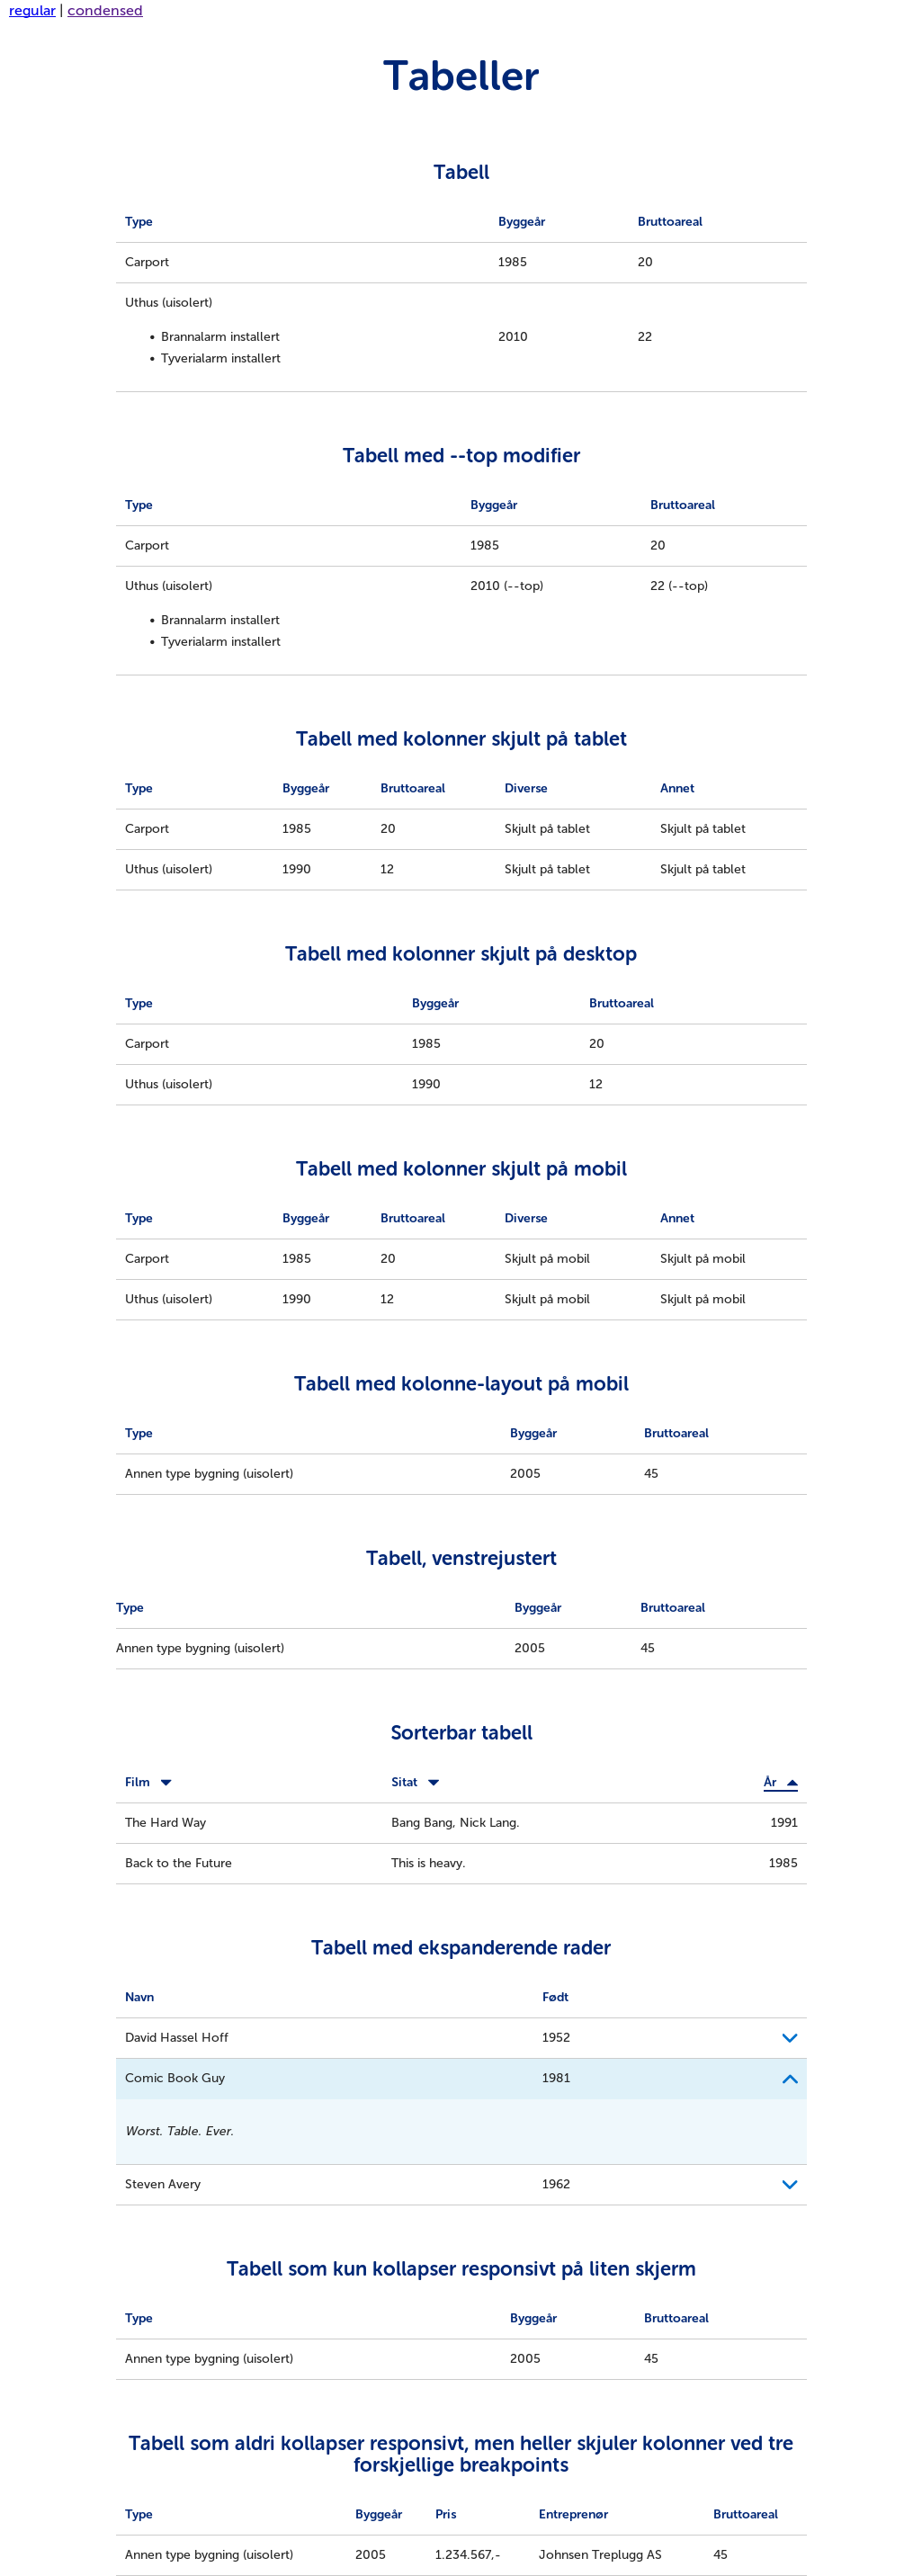 regular | condensed
Tabeller
Tabell
Type Byggeår Bruttoareal
Carport 1985 20
Uthus (uisolert)
• Brannalarm installert 2010 22
• Tyverialarm installert
Tabell med --top modifier
Type Byggeår Bruttoareal
Carport 1985 20
Uthus (uisolert) 2010 (--top) 22 (--top)
• Brannalarm installert
• Tyverialarm installert
Tabell med kolonner skjult på tablet
Type Byggeår Bruttoareal Diverse Annet
Carport 1985 20 Skjult på tablet Skjult på tablet
Uthus (uisolert) 1990 12 Skjult på tablet Skjult på tablet
Tabell med kolonner skjult på desktop
Type Byggeår Bruttoareal
Carport 1985 20
Uthus (uisolert) 1990 12
Tabell med kolonner skjult på mobil
Type Byggeår Bruttoareal Diverse Annet
Carport 1985 20 Skjult på mobil Skjult på mobil
Uthus (uisolert) 1990 12 Skjult på mobil Skjult på mobil
Tabell med kolonne-layout på mobil
Type Byggeår Bruttoareal
Annen type bygning (uisolert) 2005 45
Tabell, venstrejustert
Type Byggeår Bruttoareal
Annen type bygning (uisolert) 2005 45
Sorterbar tabell
Film Sitat År
The Hard Way Bang Bang, Nick Lang. 1991
Back to the Future This is heavy. 1985
Tabell med ekspanderende rader
Navn Født
David Hassel Hoff 1952
Comic Book Guy 1981
Worst. Table. Ever.
Steven Avery 1962
Tabell som kun kollapser responsivt på liten skjerm
Type Byggeår Bruttoareal
Annen type bygning (uisolert) 2005 45
Tabell som aldri kollapser responsivt, men heller skjuler kolonner ved tre
forskjellige breakpoints
Type Byggeår Pris Entreprenør Bruttoareal
Annen type bygning (uisolert) 2005 1.234.567,- Johnsen Treplugg AS 45